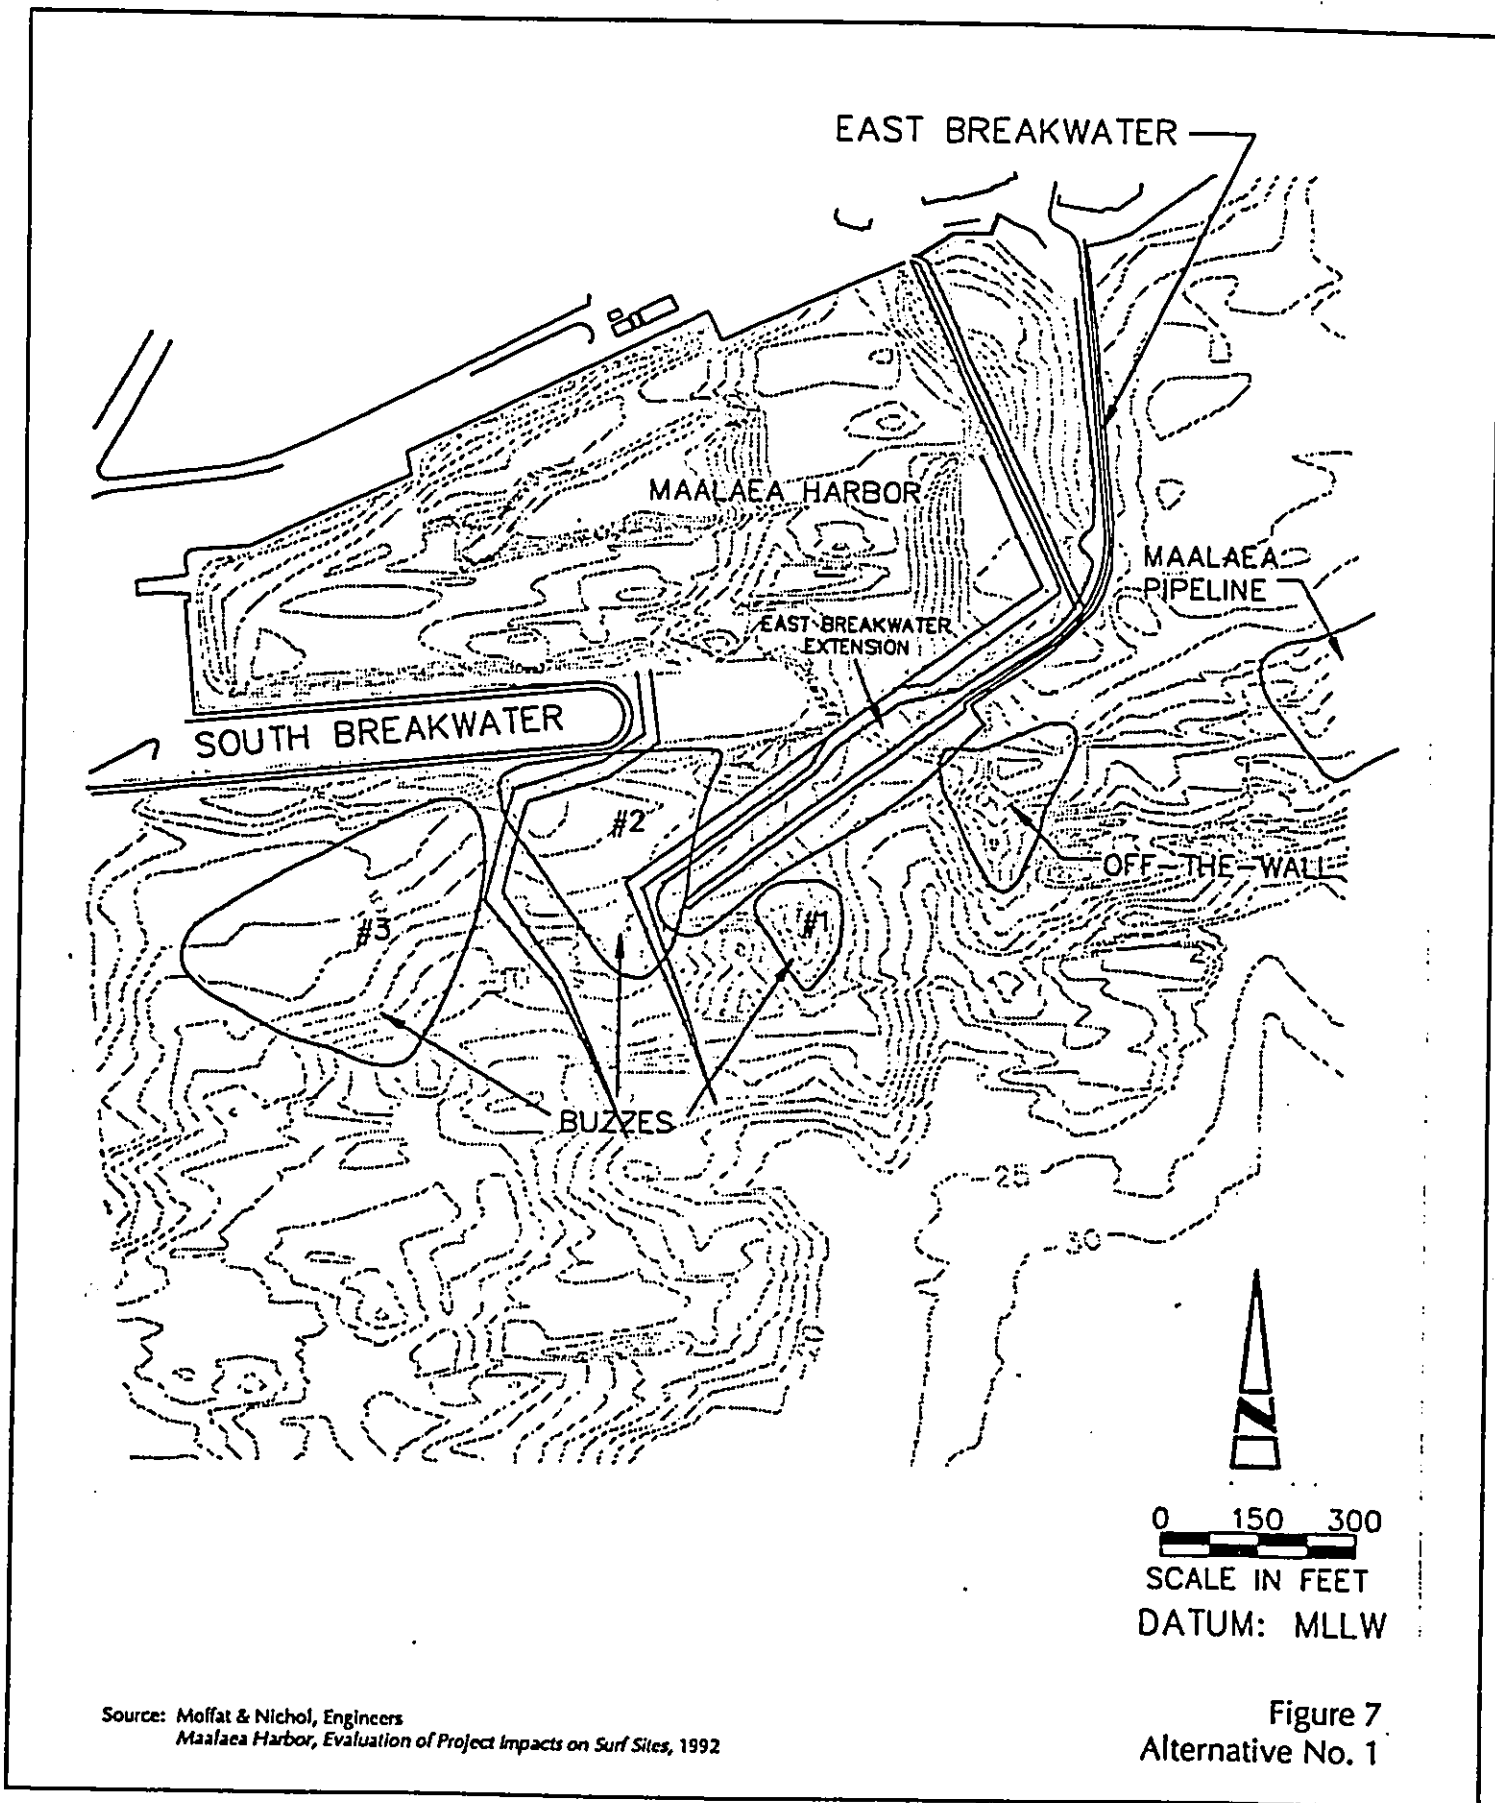 EAST BREAKWATER
MAALAEA HARBOR
MAALAEA
PIPELINE
EAST BREAKWATER
EXTENSION
SOUTH BREAKWATER
#2
OFF-THE-WALL
#3
#1
BUZZES
25
30
N
0 150 300
SCALE IN FEET
DATUM: MLLW
Source: Moffat & Nichol, Engineers
Maalaea Harbor, Evaluation of Project Impacts on Surf Sites, 1992
Figure 7
Alternative No. 1